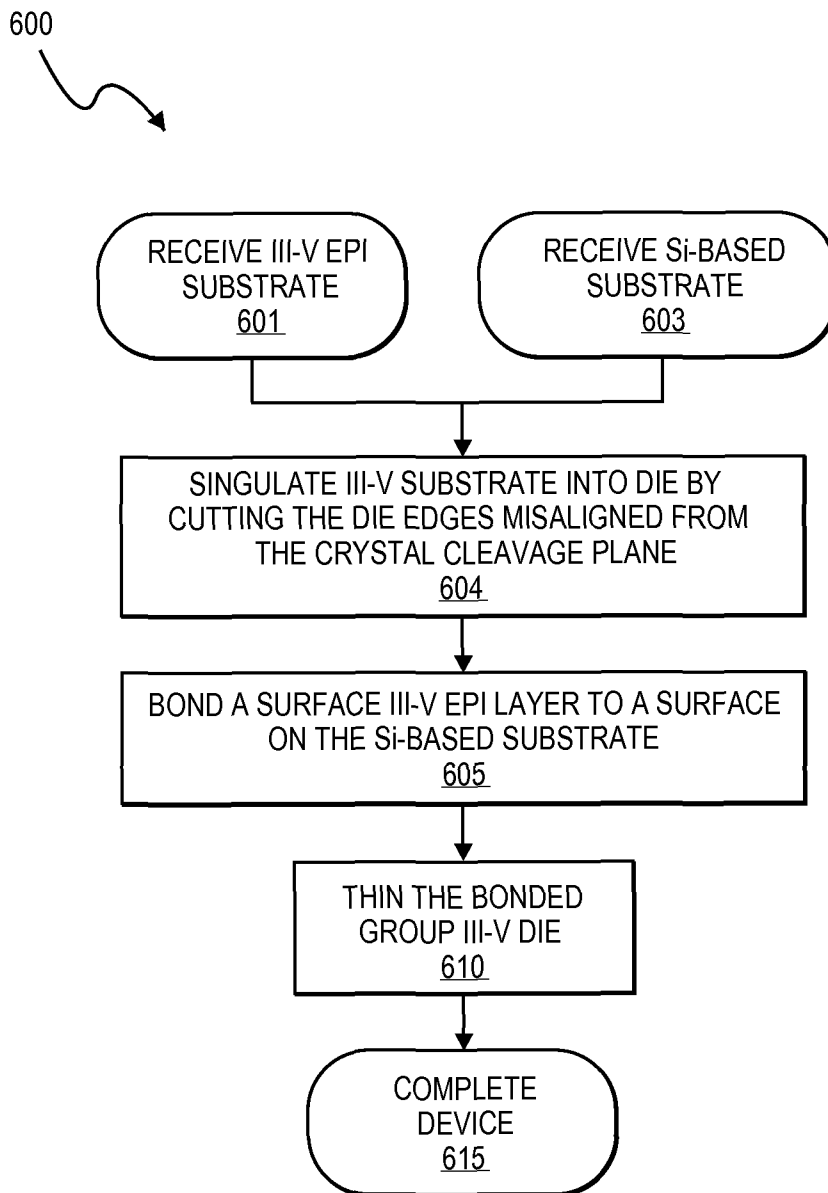 600
RECEIVE III-V EPI
SUBSTRATE
601
RECEIVE Si-BASED
SUBSTRATE
603
SINGULATE III-V SUBSTRATE INTO DIE BY
CUTTING THE DIE EDGES MISALIGNED FROM
THE CRYSTAL CLEAVAGE PLANE
604
BOND A SURFACE III-V EPI LAYER TO A SURFACE
ON THE Si-BASED SUBSTRATE
605
THIN THE BONDED
GROUP III-V DIE
610
COMPLETE
DEVICE
615